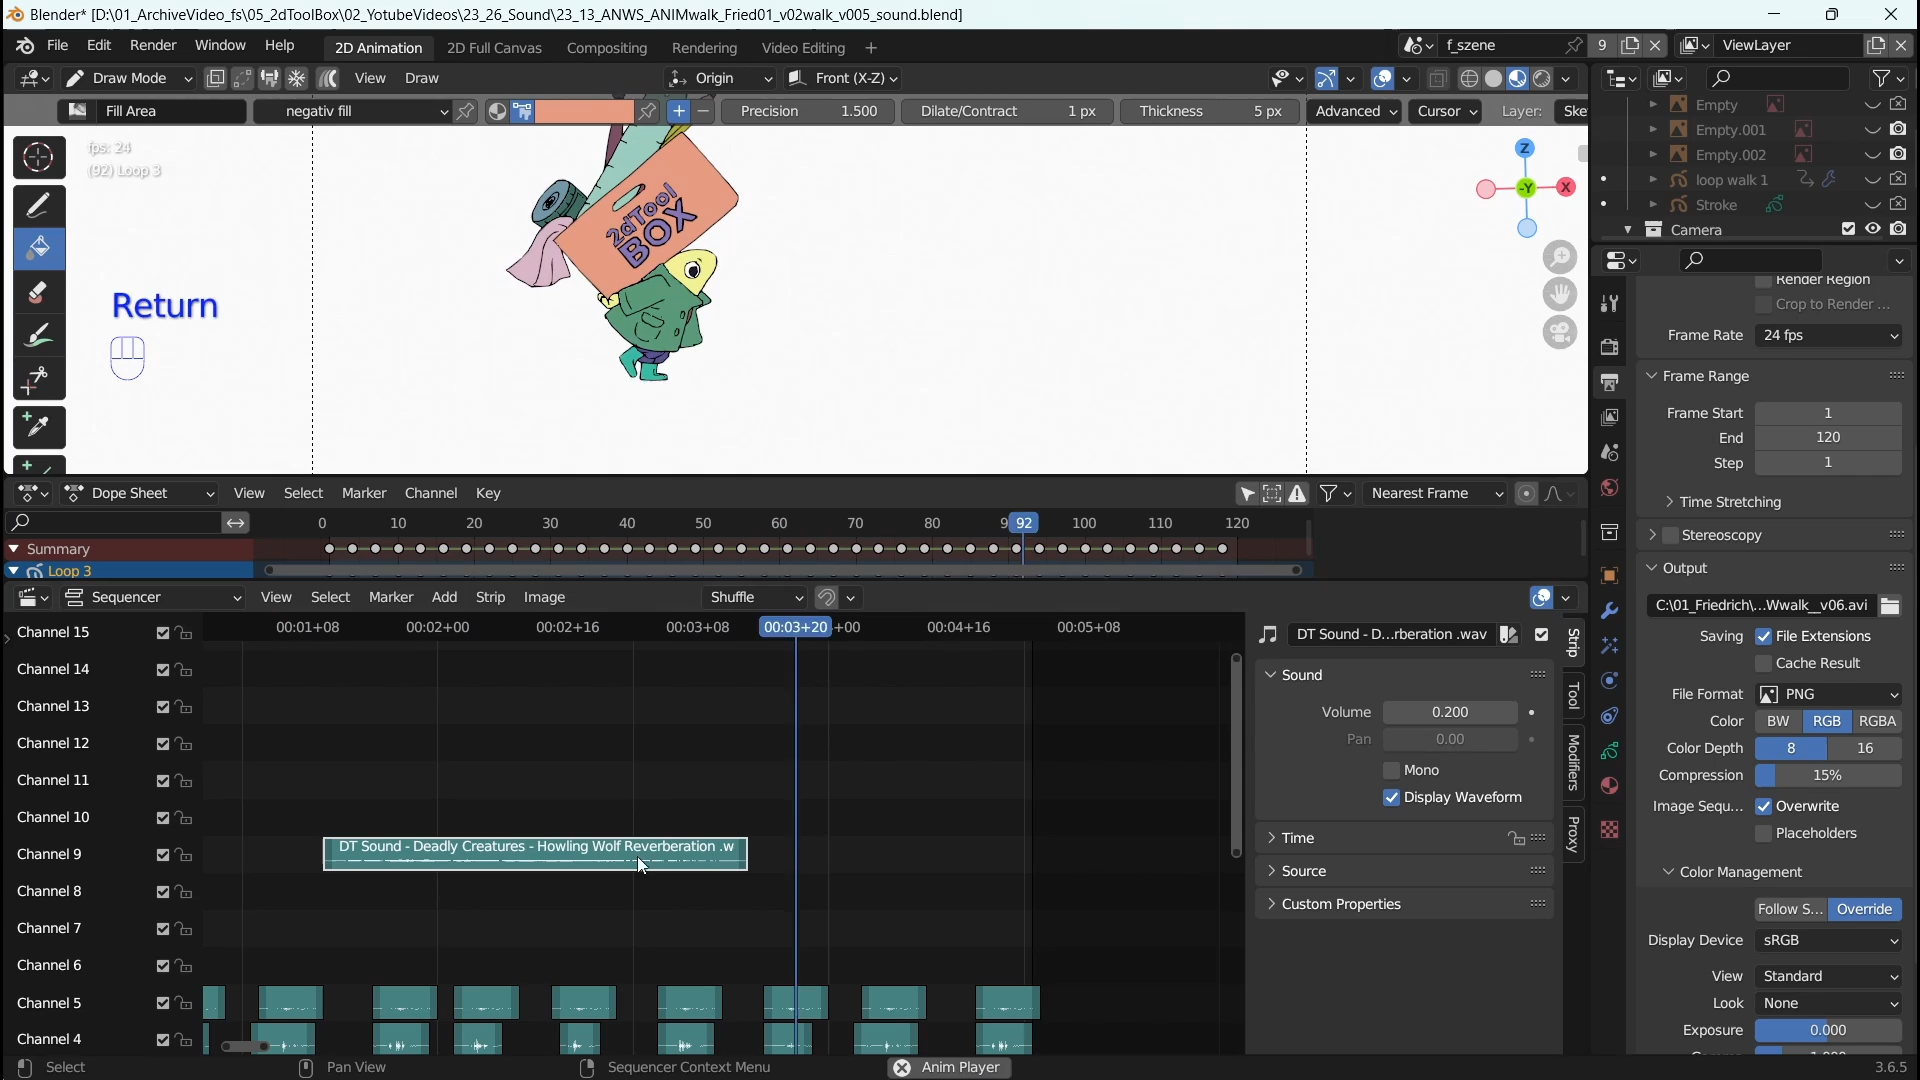 Blender* [D:\01_ArchiveVideo_fs\05_2dToolBox\02_YotubeVideos\23_26_Sound\23_13_ANWS_ANIMwalk_Fried01_v02walk_v005_sound.blend]
File Edit Render Window Help 2D Animation 2D Full Canvas Compositing Rendering Video Editing + f_szene 9 ViewLayer
Draw Mode View Draw Origin Front (X-Z)
Fill Area negativ fill Precision 1.500 Dilate/Contract 1 px Thickness 5 px Advanced Cursor Layer: Ske
fps: 24
(92) Loop 3
2dTool
BOX
Return
Z
-Y X
Empty
Empty.001
Empty.002
loop walk 1
Stroke
Camera
Render Region
Crop to Render ...
Frame Rate 24 fps
Frame Range
Frame Start 1
End 120
Step 1
Time Stretching
Stereoscopy
Output
C:\01_Friedrich\...Wwalk__v06.avi
Saving File Extensions
Cache Result
File Format PNG
Color BW RGB RGBA
Color Depth 8 16
Compression 15%
Image Sequ... Overwrite
Placeholders
Color Management
Follow S... Override
Display Device sRGB
View Standard
Look None
Exposure 0.000
Dope Sheet View Select Marker Channel Key Nearest Frame
0 10 20 30 40 50 60 70 80 9 92 100 110 120
Summary
Loop 3
Sequencer View Select Marker Add Strip Image Shuffle
00:01+08 00:02+00 00:02+16 00:03+08 00:03+20 +00 00:04+16 00:05+08
Channel 15
Channel 14
Channel 13
Channel 12
Channel 11
Channel 10
Channel 9 DT Sound - Deadly Creatures - Howling Wolf Reverberation .w
Channel 8
Channel 7
Channel 6
Channel 5
Channel 4
DT Sound - D...rberation .wav
Sound
Volume 0.200
Pan 0.00
Mono
Display Waveform
Time
Source
Custom Properties
Strip
Tool
Modifiers
Proxy
Select Pan View Sequencer Context Menu Anim Player 3.6.5